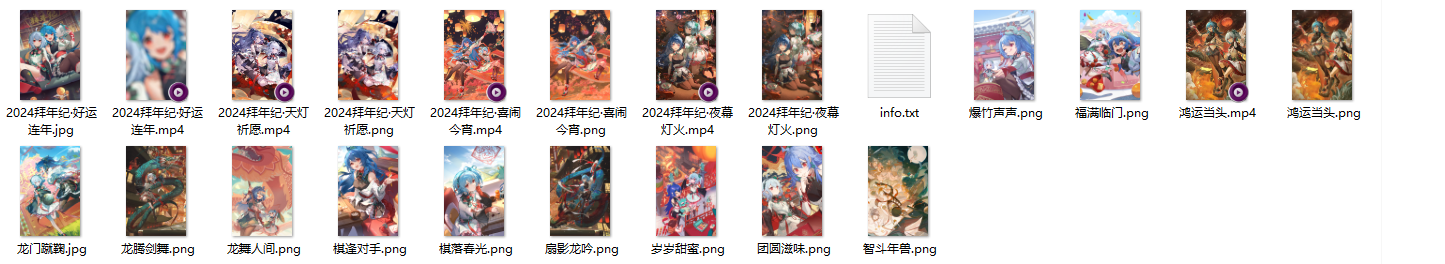 2024拜年纪·好运
连年.jpg
2024拜年纪·好运
连年.mp4
2024拜年纪·天灯
祈愿.mp4
2024拜年纪·天灯
祈愿.png
2024拜年纪·喜闹
今宵.mp4
2024拜年纪·喜闹
今宵.png
2024拜年纪·夜幕
灯火.mp4
2024拜年纪·夜幕
灯火.png
info.txt
爆竹声声.png
福满临门.png
鸿运当头.mp4
鸿运当头.png
龙门蹴鞠.jpg
龙腾剑舞.png
龙舞人间.png
棋逢对手.png
棋落春光.png
扇影龙吟.png
岁岁甜蜜.png
团圆滋味.png
智斗年兽.png